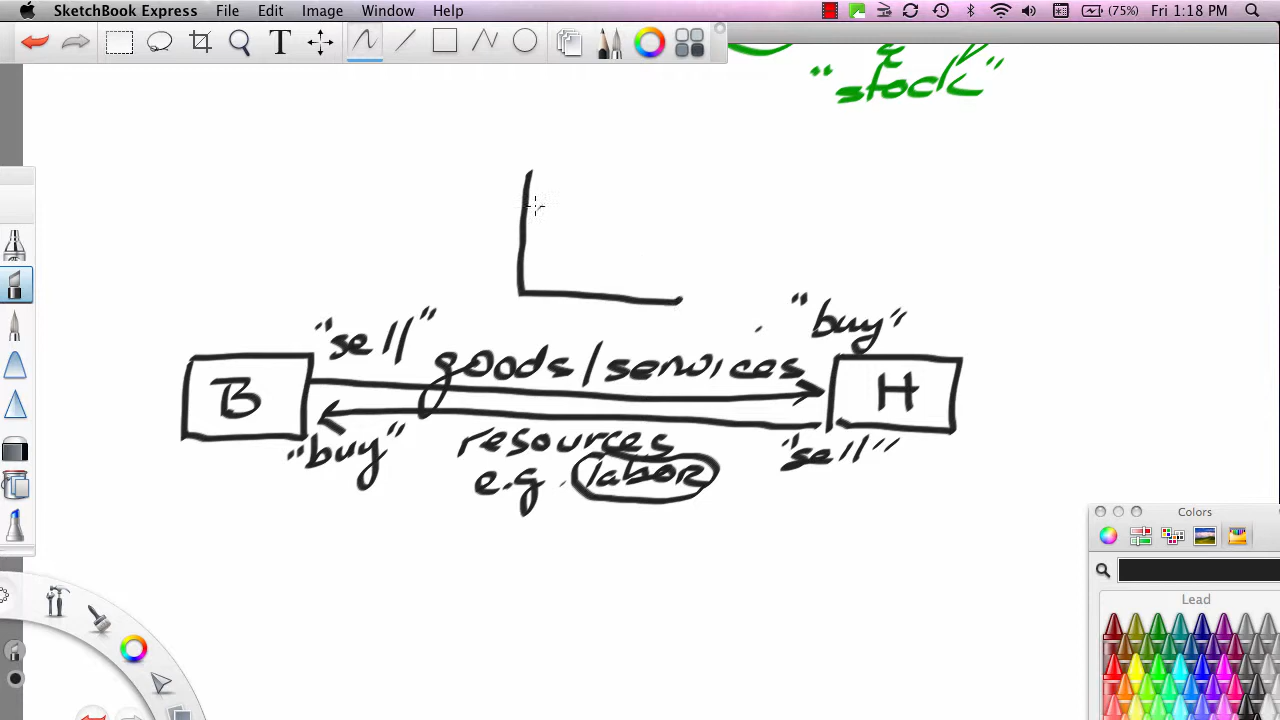 SketchBook Express File Edit Image Window Help (75%) Fri 1:18 PM
T
"stock"
"sell"
"buy"
goods/services
B
H
"buy"
resources
"sell"
e.g. labor
Colors
Lead